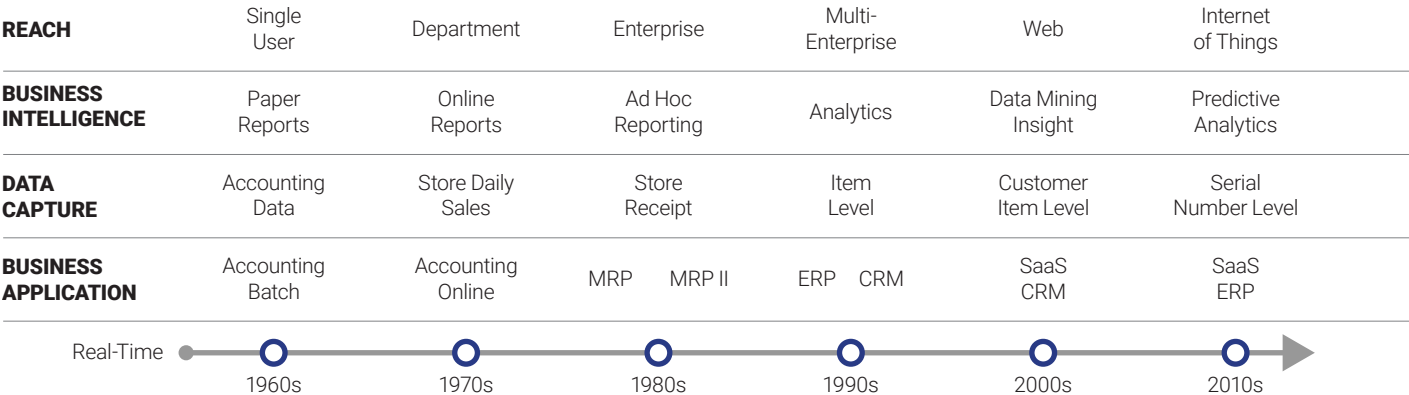 REACH
Single
User
Department
Enterprise
Multi-
Enterprise
Web
Internet
of Things
BUSINESS
INTELLIGENCE
Paper
Reports
Online
Reports
Ad Hoc
Reporting
Analytics
Data Mining
Insight
Predictive
Analytics
DATA
CAPTURE
Accounting
Data
Store Daily
Sales
Store
Receipt
Item
Level
Customer
Item Level
Serial
Number Level
BUSINESS
APPLICATION
Accounting
Batch
Accounting
Online
MRP MRP II
ERP CRM
SaaS
CRM
SaaS
ERP
Real-Time
1960s
1970s
1980s
1990s
2000s
2010s